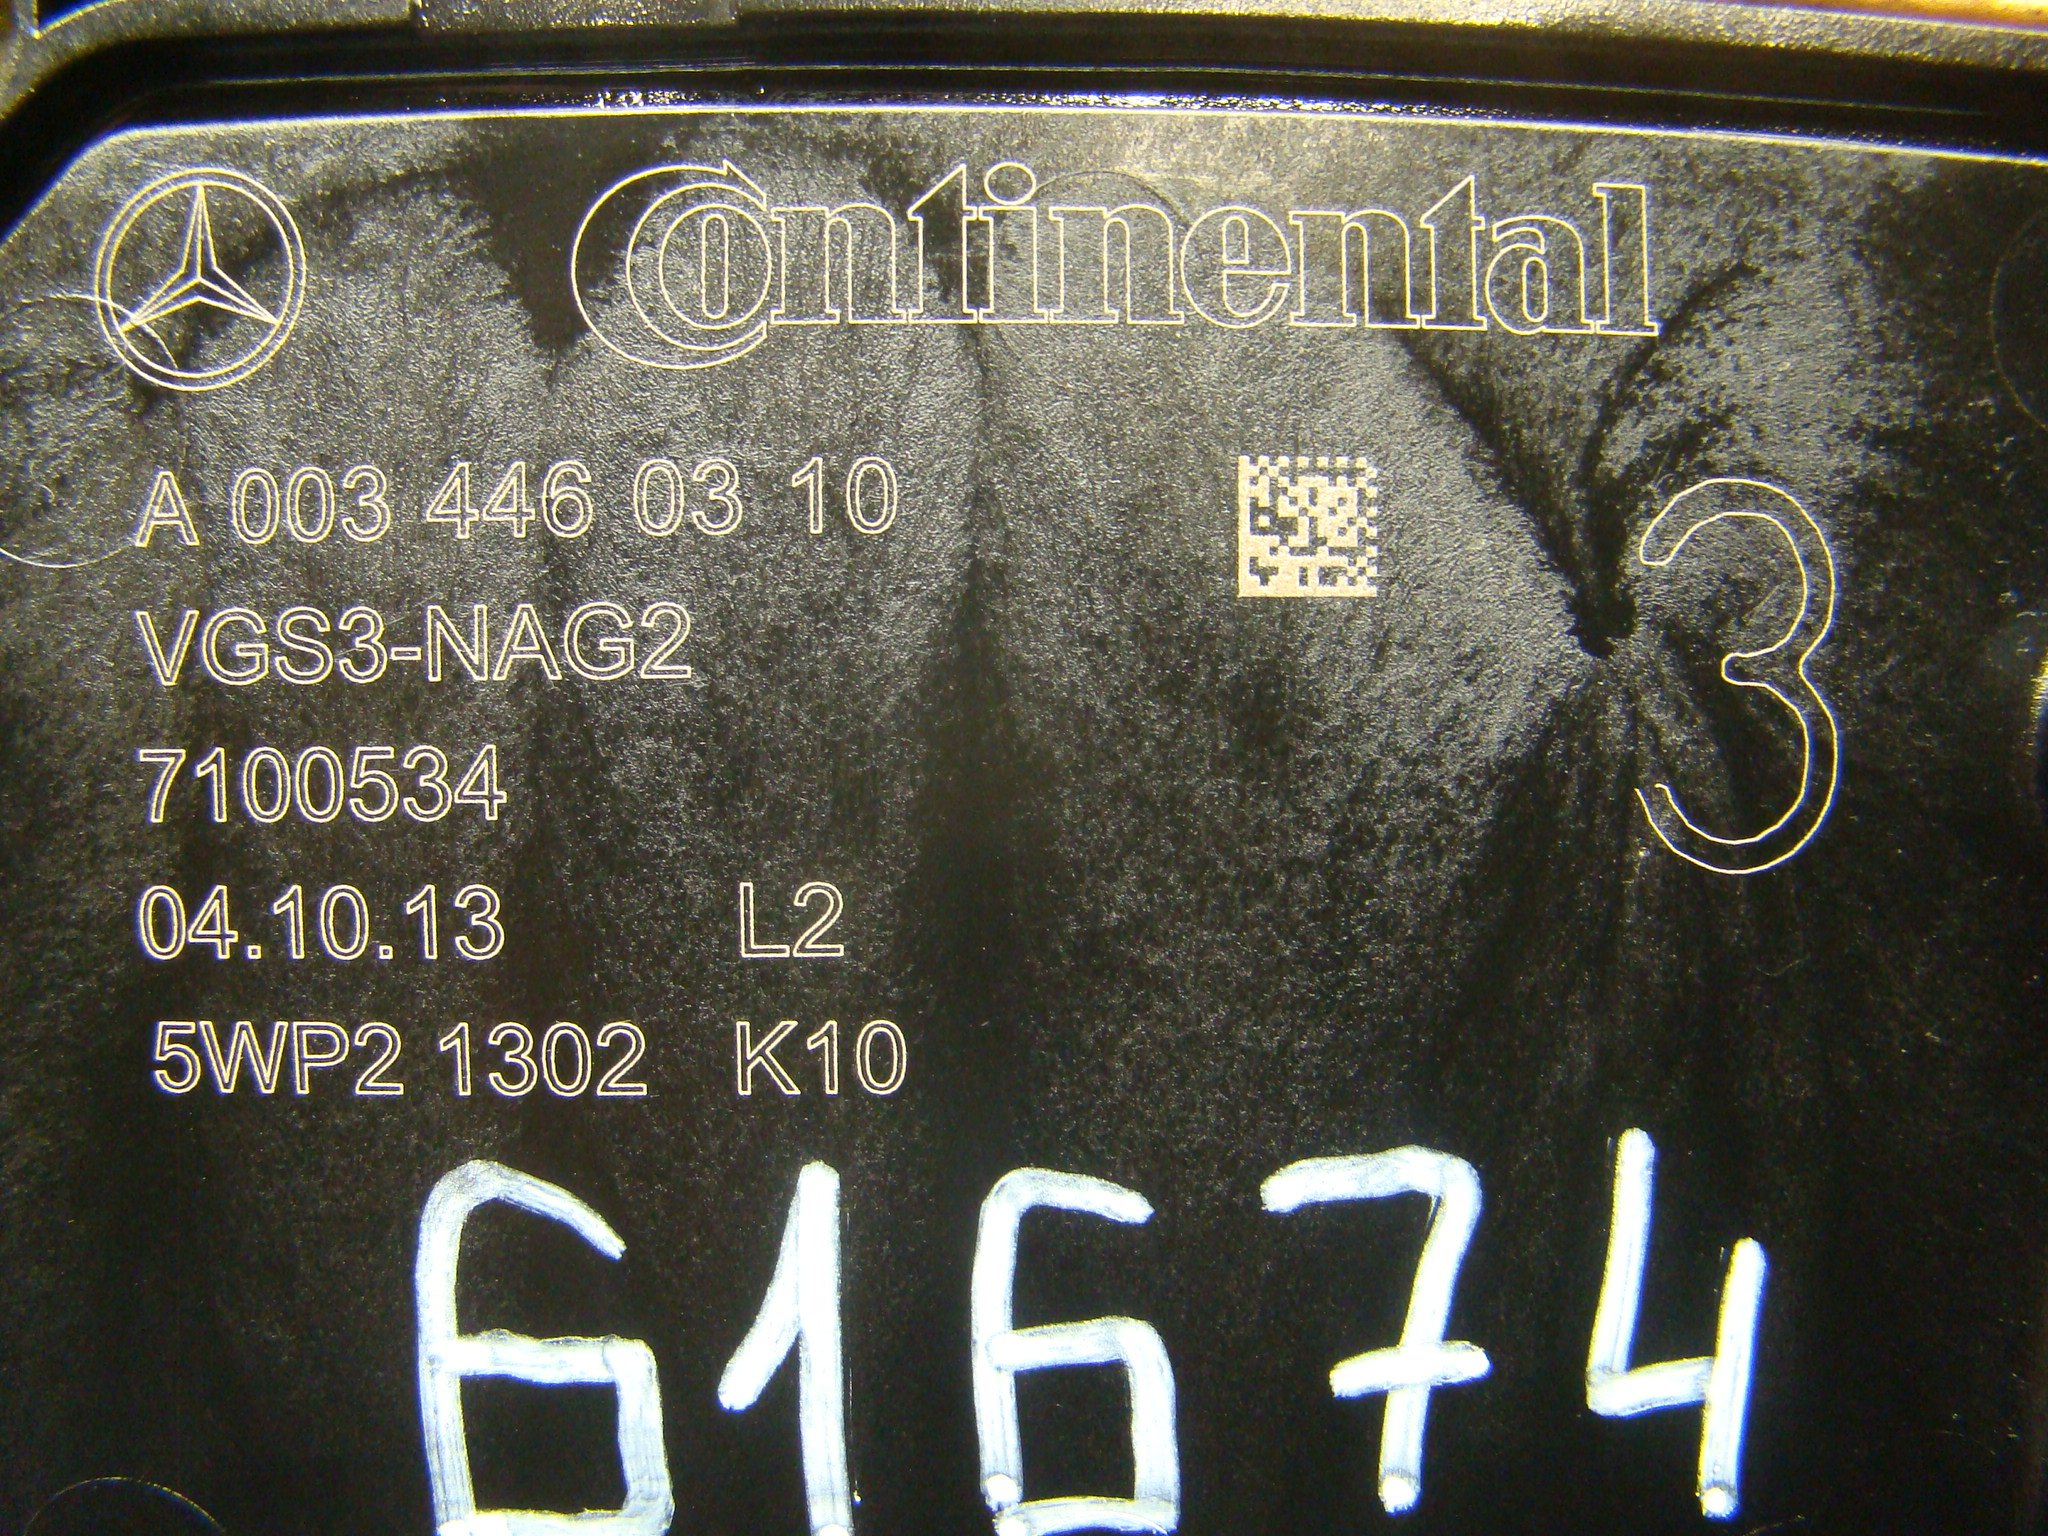 Continental
A 003 446 03 10
3
VGS3-NAG2
7100534
04.10.13 L2
5WP2 1302 K10
61674